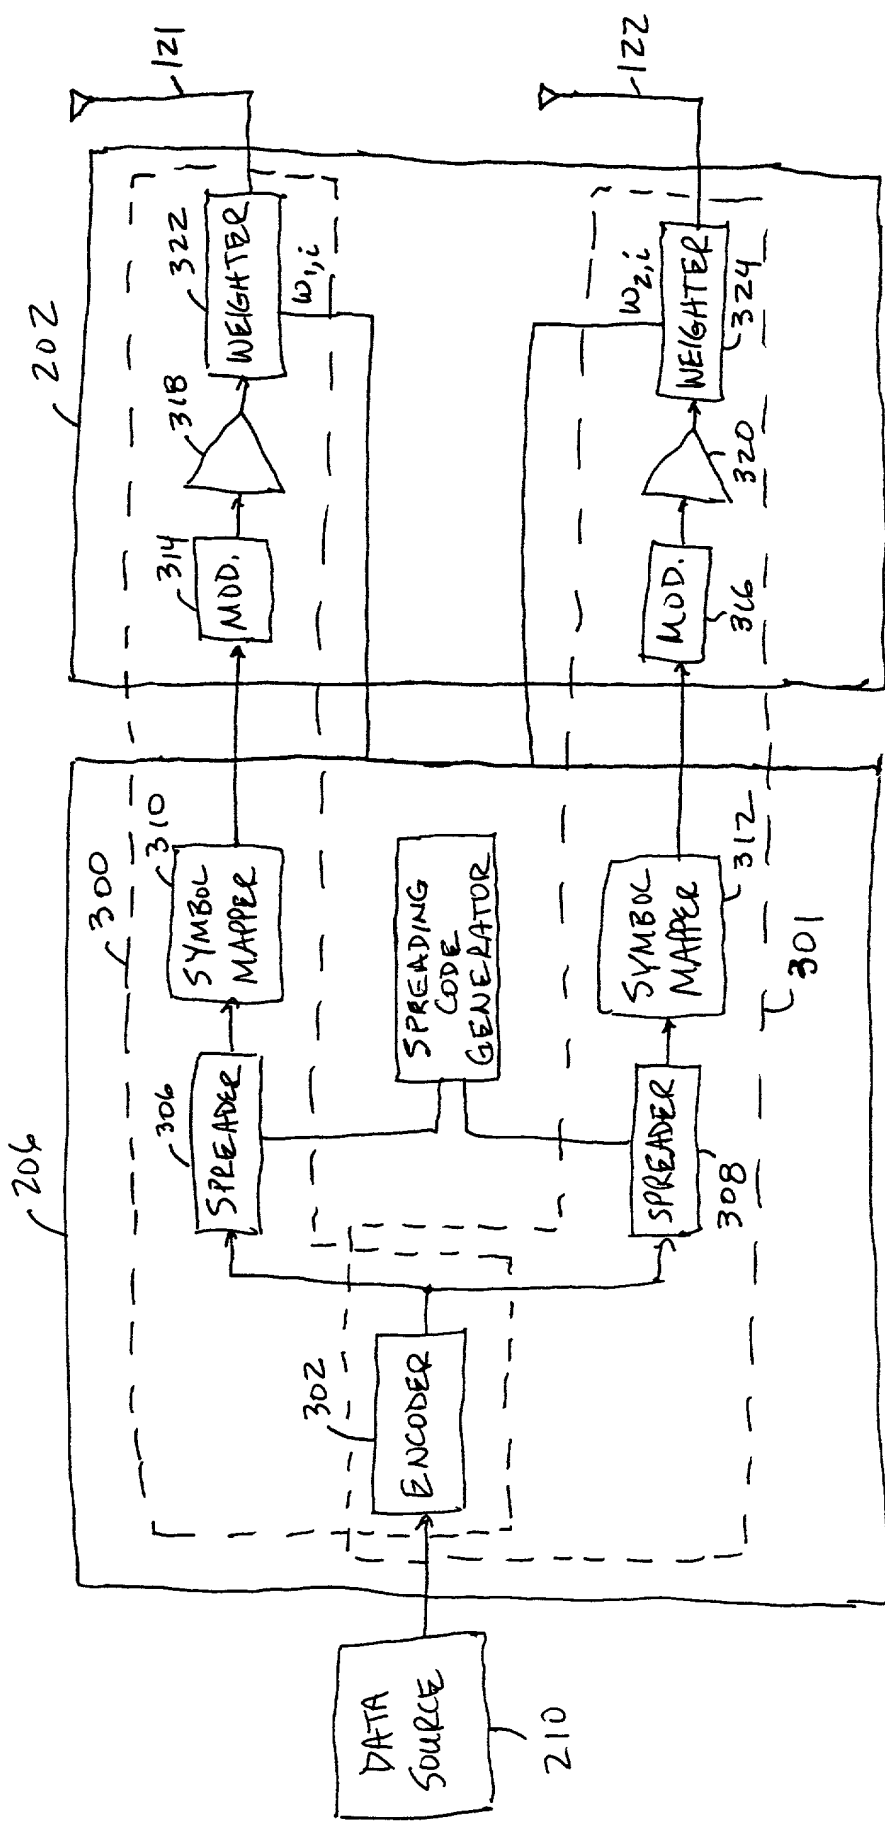 206
202
300
310
306
SPREADER
SYMBOL
MAPPER
314
MOD.
318
322
WEIGHTER
W1,i
121
302
ENCODER
SPREADING
CODE
GENERATOR
DATA
SOURCE
210
W2,i
122
SPREADER
308
SYMBOL
MAPPER
312
MOD.
316
320
WEIGHTER
324
301